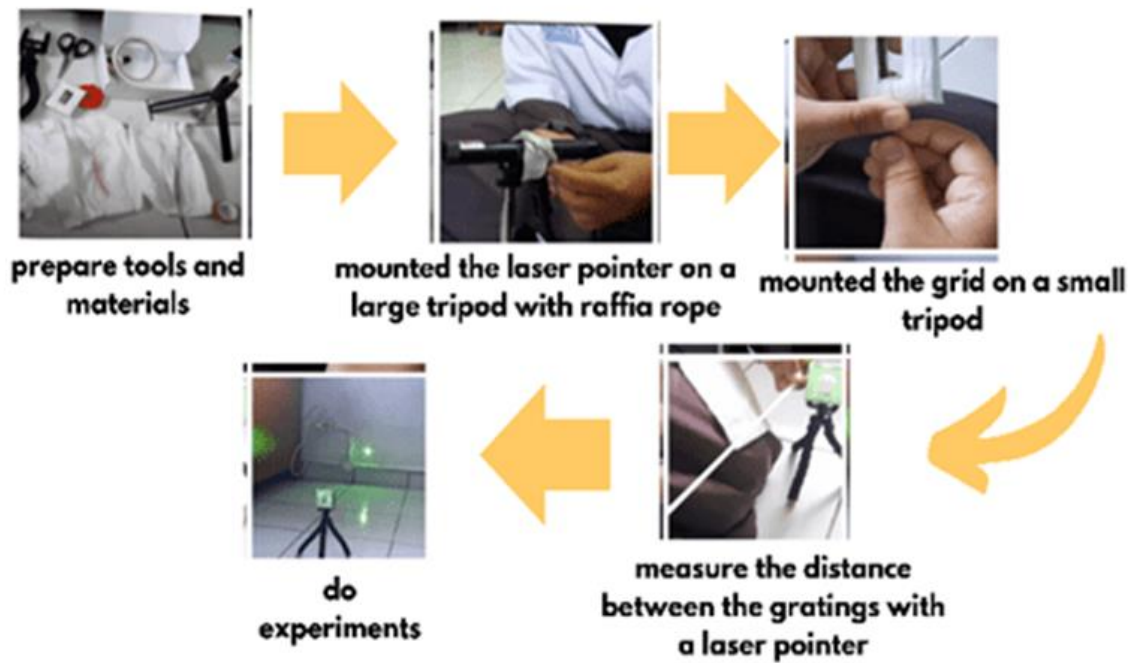 prepare tools and
materials
mounted the laser pointer on a
large tripod with raffia rope
mounted the grid on a small
tripod
measure the distance
between the gratings with
a laser pointer
do
experiments